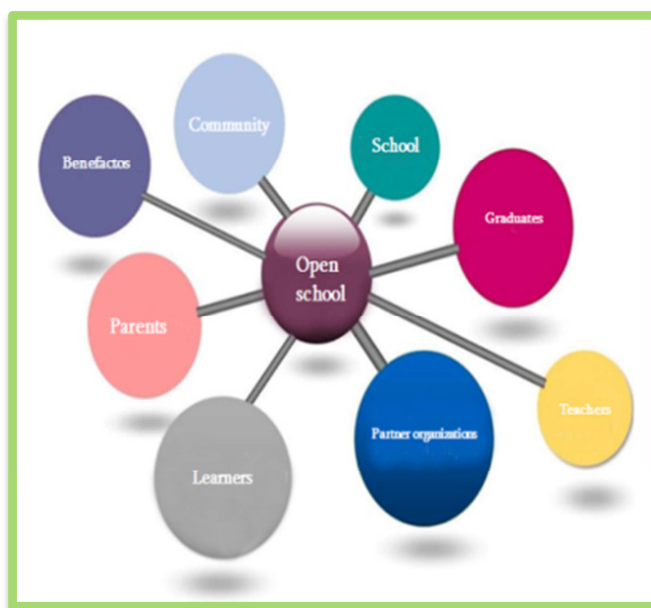 Community
School
Benefactos
Graduates
Open
school
Parents
Teachers
Partner organizations
Learners